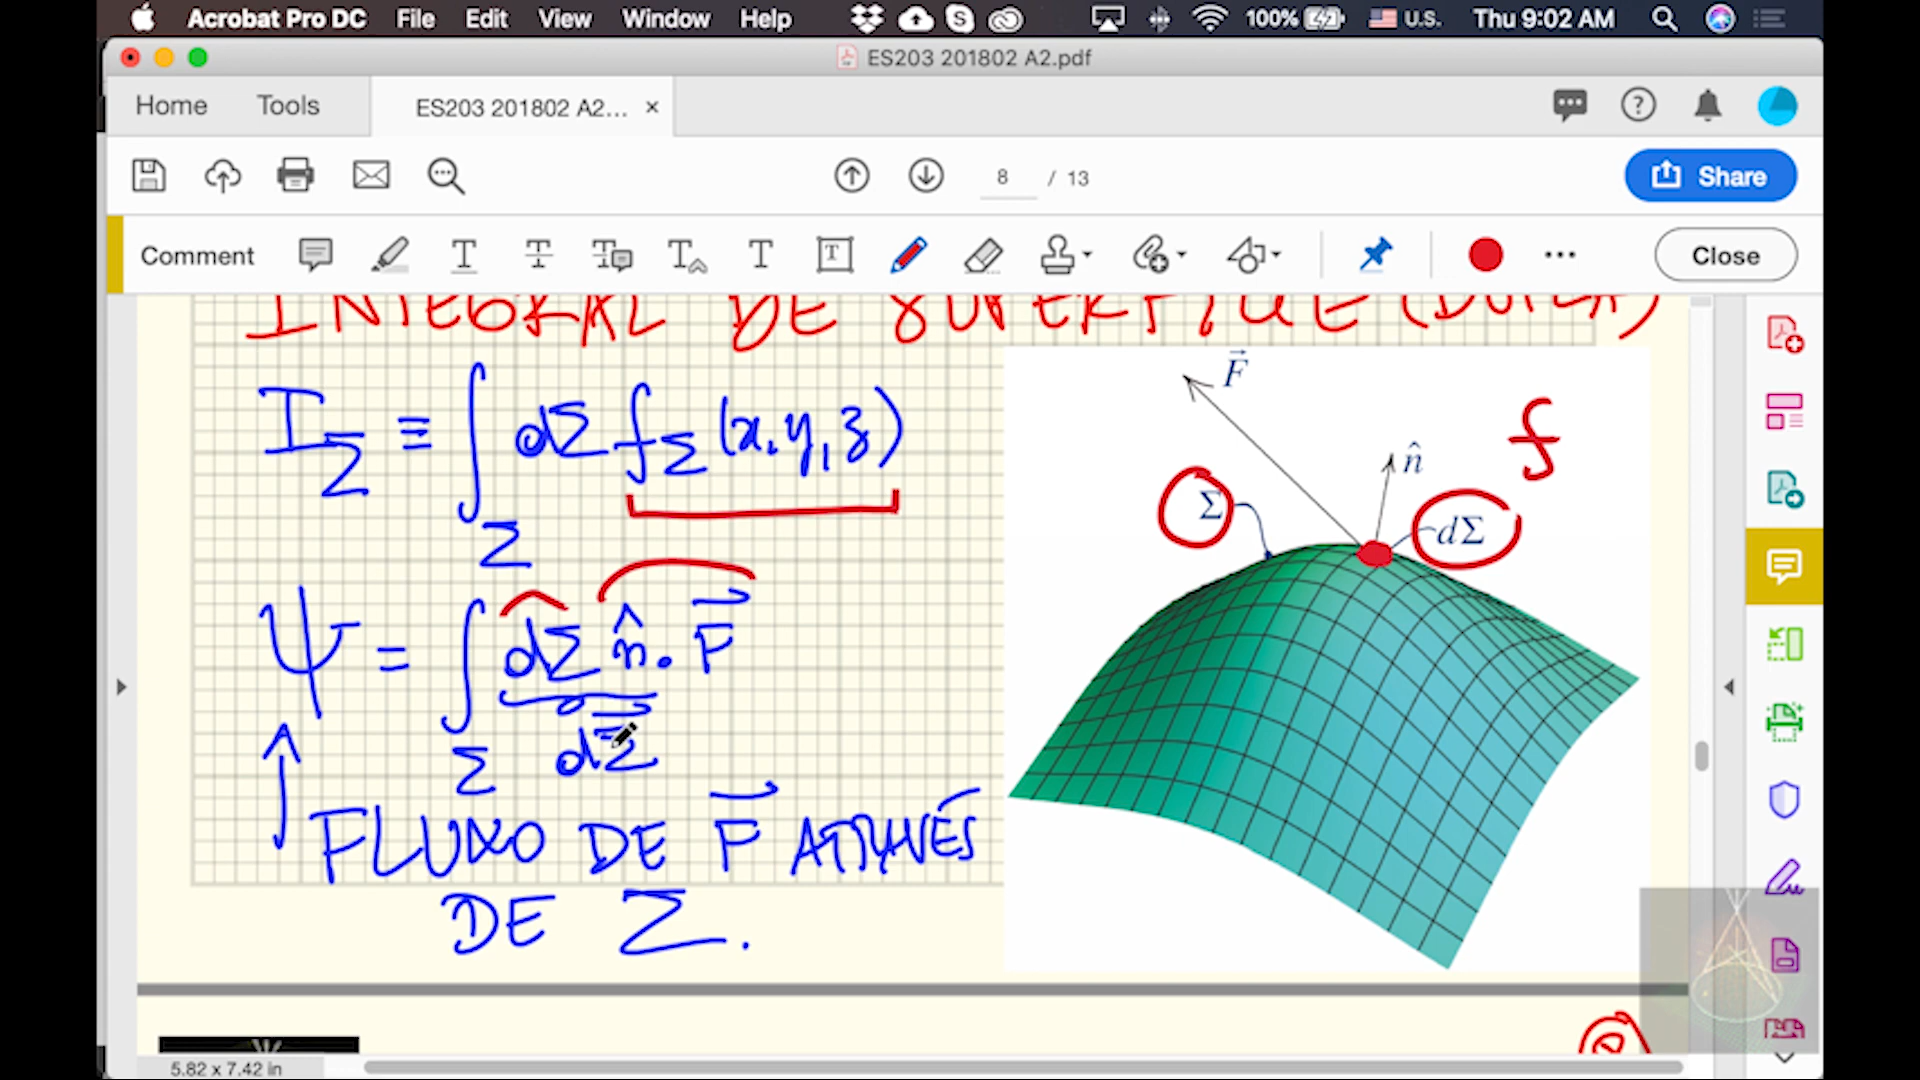 Acrobat Pro DC File Edit View Window Help 100% U.S. Thu 9:02 AM
ES203 201802 A2.pdf
Home Tools ES203 201802 A2... ×
8 / 13 Share
Comment T T T T T T Close
INTEGRAL DE SUPERFÍCIE (DUPLA)
I_Σ ≡ ∫_Σ dΣ f_Σ (x, y, z)
Ψ = ∫_Σ dΣ n̂ · F⃗
dΣ⃗
FLUXO DE F⃗ ATRAVÉS
DE Σ.
F⃗
f
n̂
Σ
dΣ
5.82 x 7.42 in